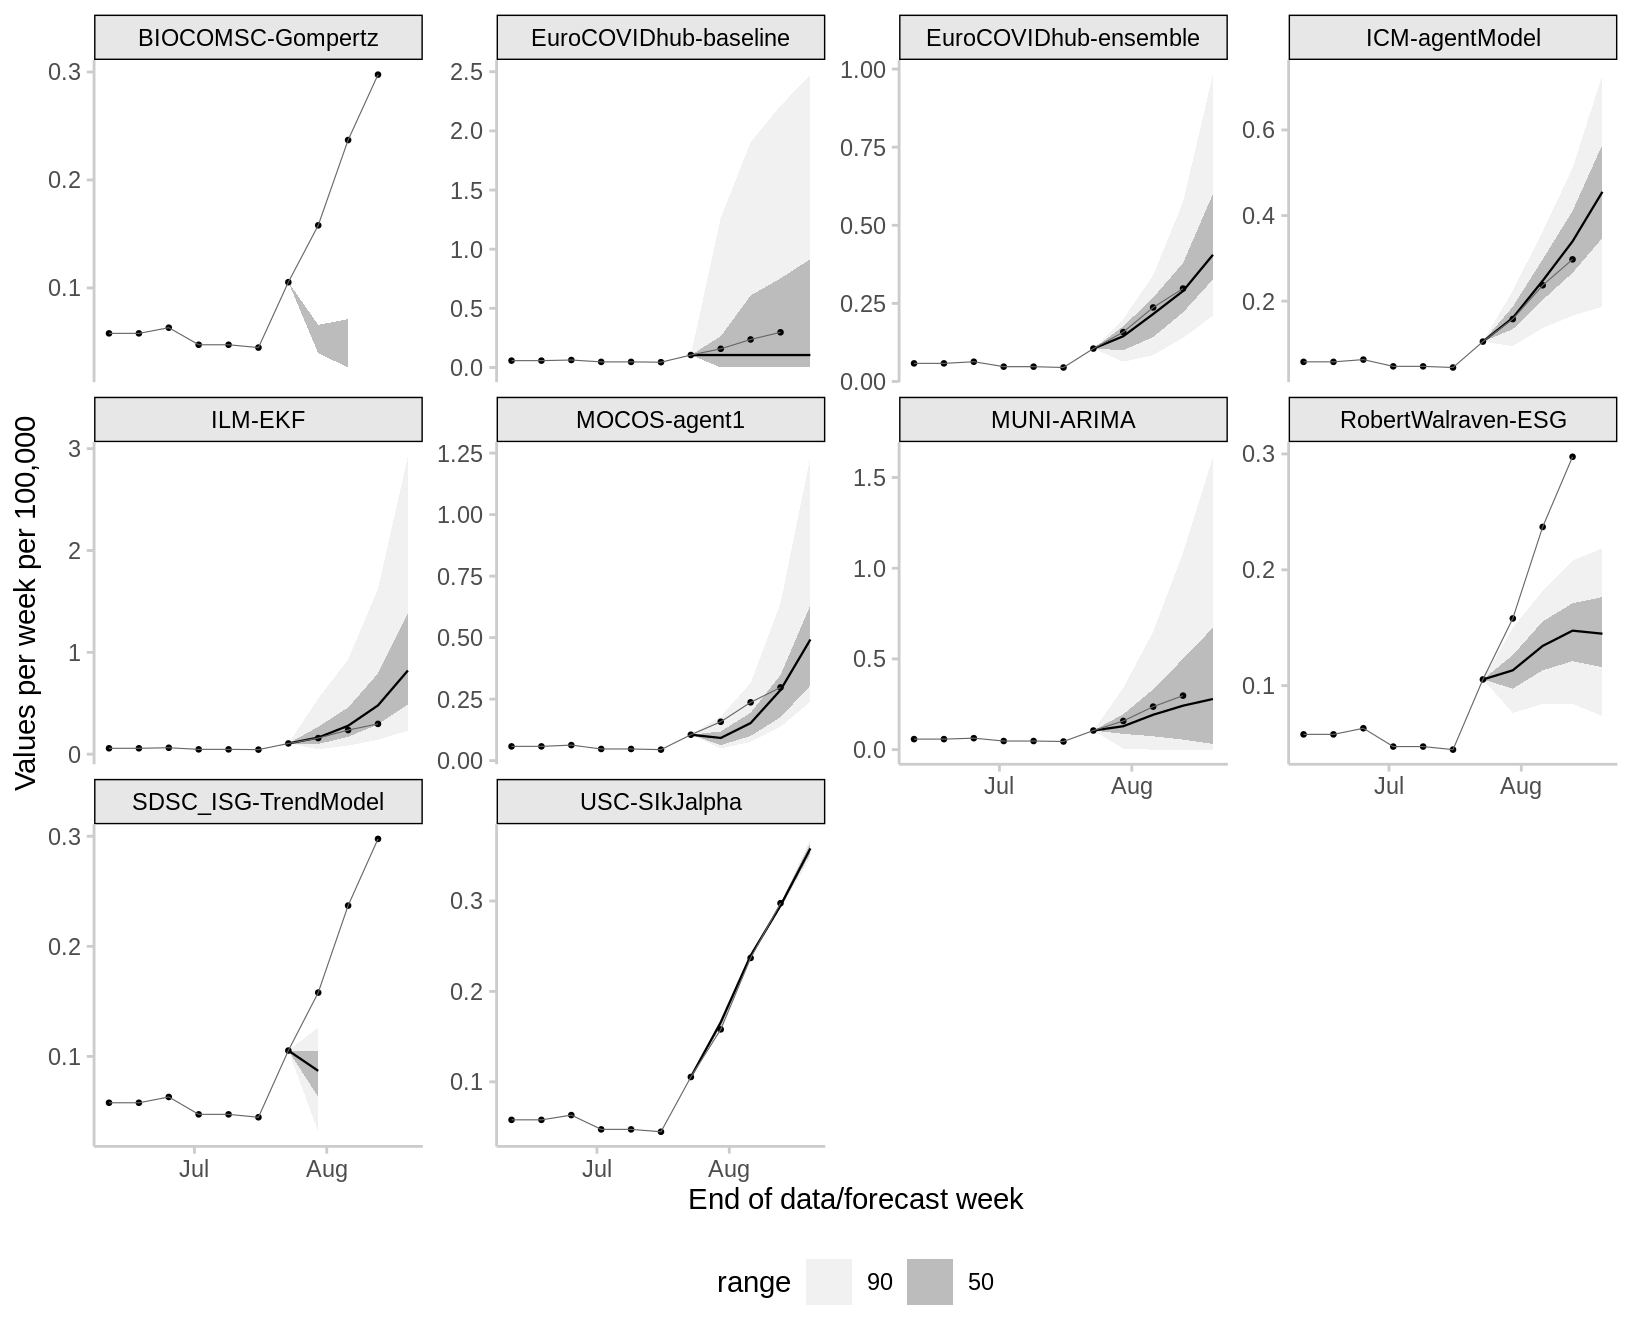 BIOCOMSC-Gompertz
EuroCOVIDhub-baseline
EuroCOVIDhub-ensemble
ICM-agentModel
0.3
0.2
0.1
2.5
2.0
1.5
1.0
0.5
0.0
1.00
0.75
0.50
0.25
0.00
0.6
0.4
0.2
ILM-EKF
MOCOS-agent1
MUNI-ARIMA
RobertWalraven-ESG
3
2
1
0
1.25
1.00
0.75
0.50
0.25
0.00
1.5
1.0
0.5
0.0
Jul Aug
0.3
0.2
0.1
Jul Aug
SDSC_ISG-TrendModel
USC-SIkJalpha
0.3
0.2
0.1
Jul Aug
0.3
0.2
0.1
Jul Aug
Values per week per 100,000
End of data/forecast week
range 90 50